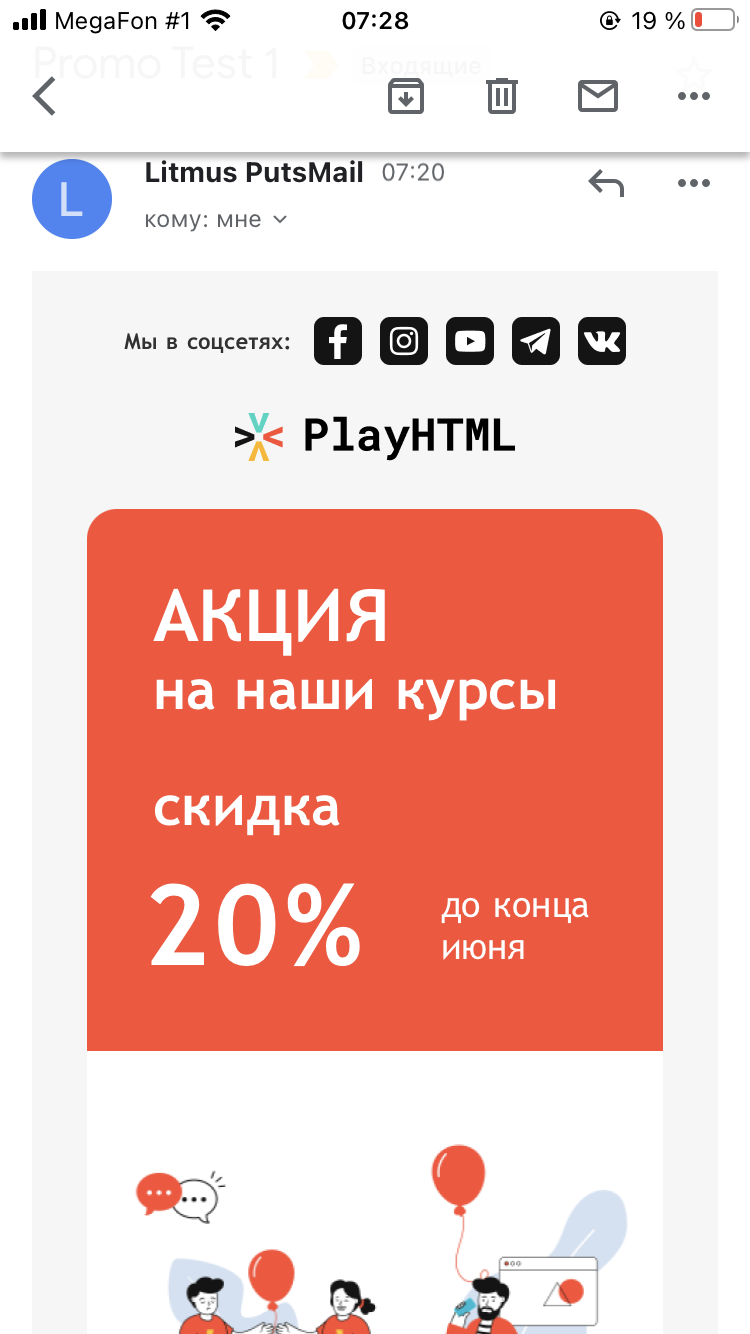 MegaFon #1 07:28 19 %
Promo Test 1 Входящие
Litmus PutsMail 07:20
L
кому: мне
Мы в соцсетях:
PlayHTML
АКЦИЯ
на наши курсы
скидка
20%
до конца
июня